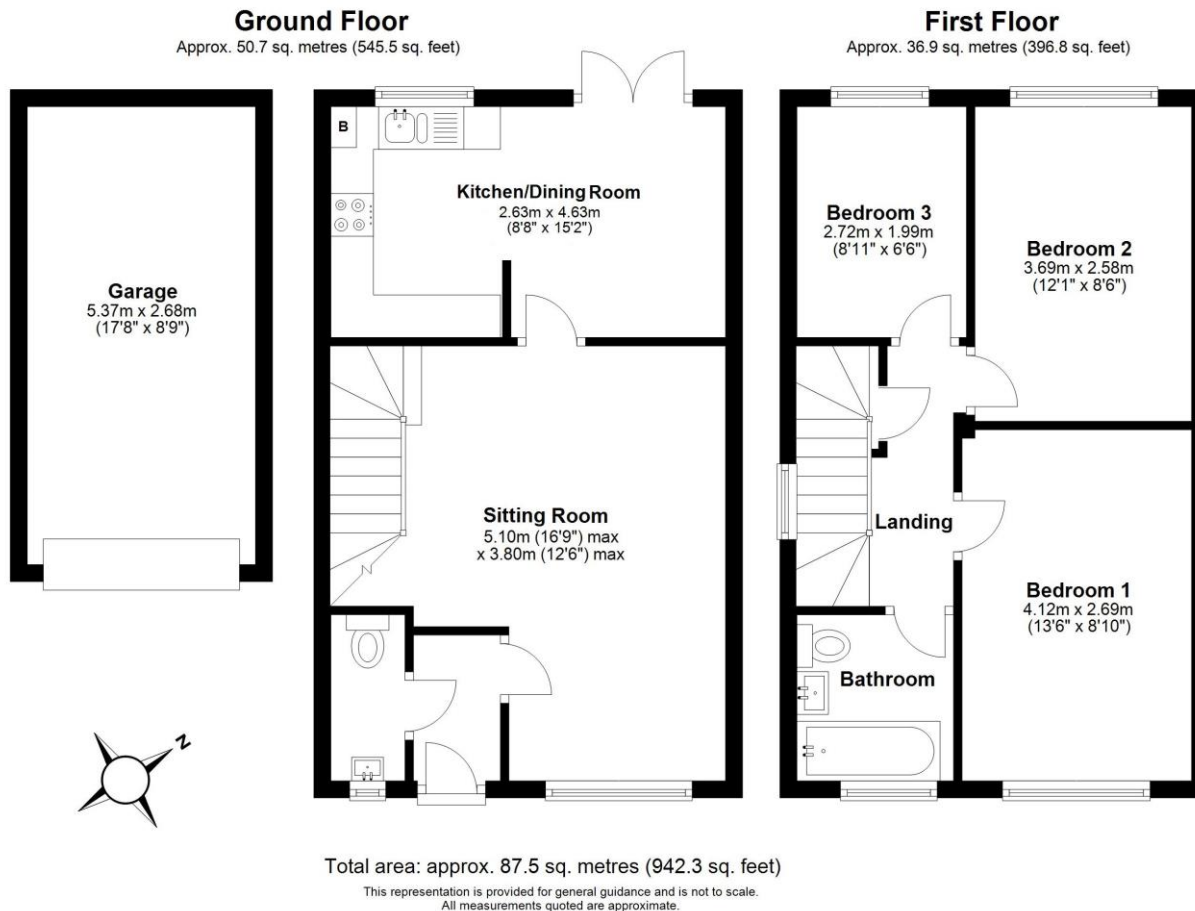 Ground Floor
Approx. 50.7 sq. metres (545.5 sq. feet)
First Floor
Approx. 36.9 sq. metres (396.8 sq. feet)
Garage
5.37m x 2.68m
(17'8" x 8'9")
B
Kitchen/Dining Room
2.63m x 4.63m
(8'8" x 15'2")
Sitting Room
5.10m (16'9") max
x 3.80m (12'6") max
Bedroom 3
2.72m x 1.99m
(8'11" x 6'6")
Bedroom 2
3.69m x 2.58m
(12'1" x 8'6")
Landing
Bedroom 1
4.12m x 2.69m
(13'6" x 8'10")
Bathroom
N
Total area: approx. 87.5 sq. metres (942.3 sq. feet)
This representation is provided for general guidance and is not to scale.
All measurements quoted are approximate.